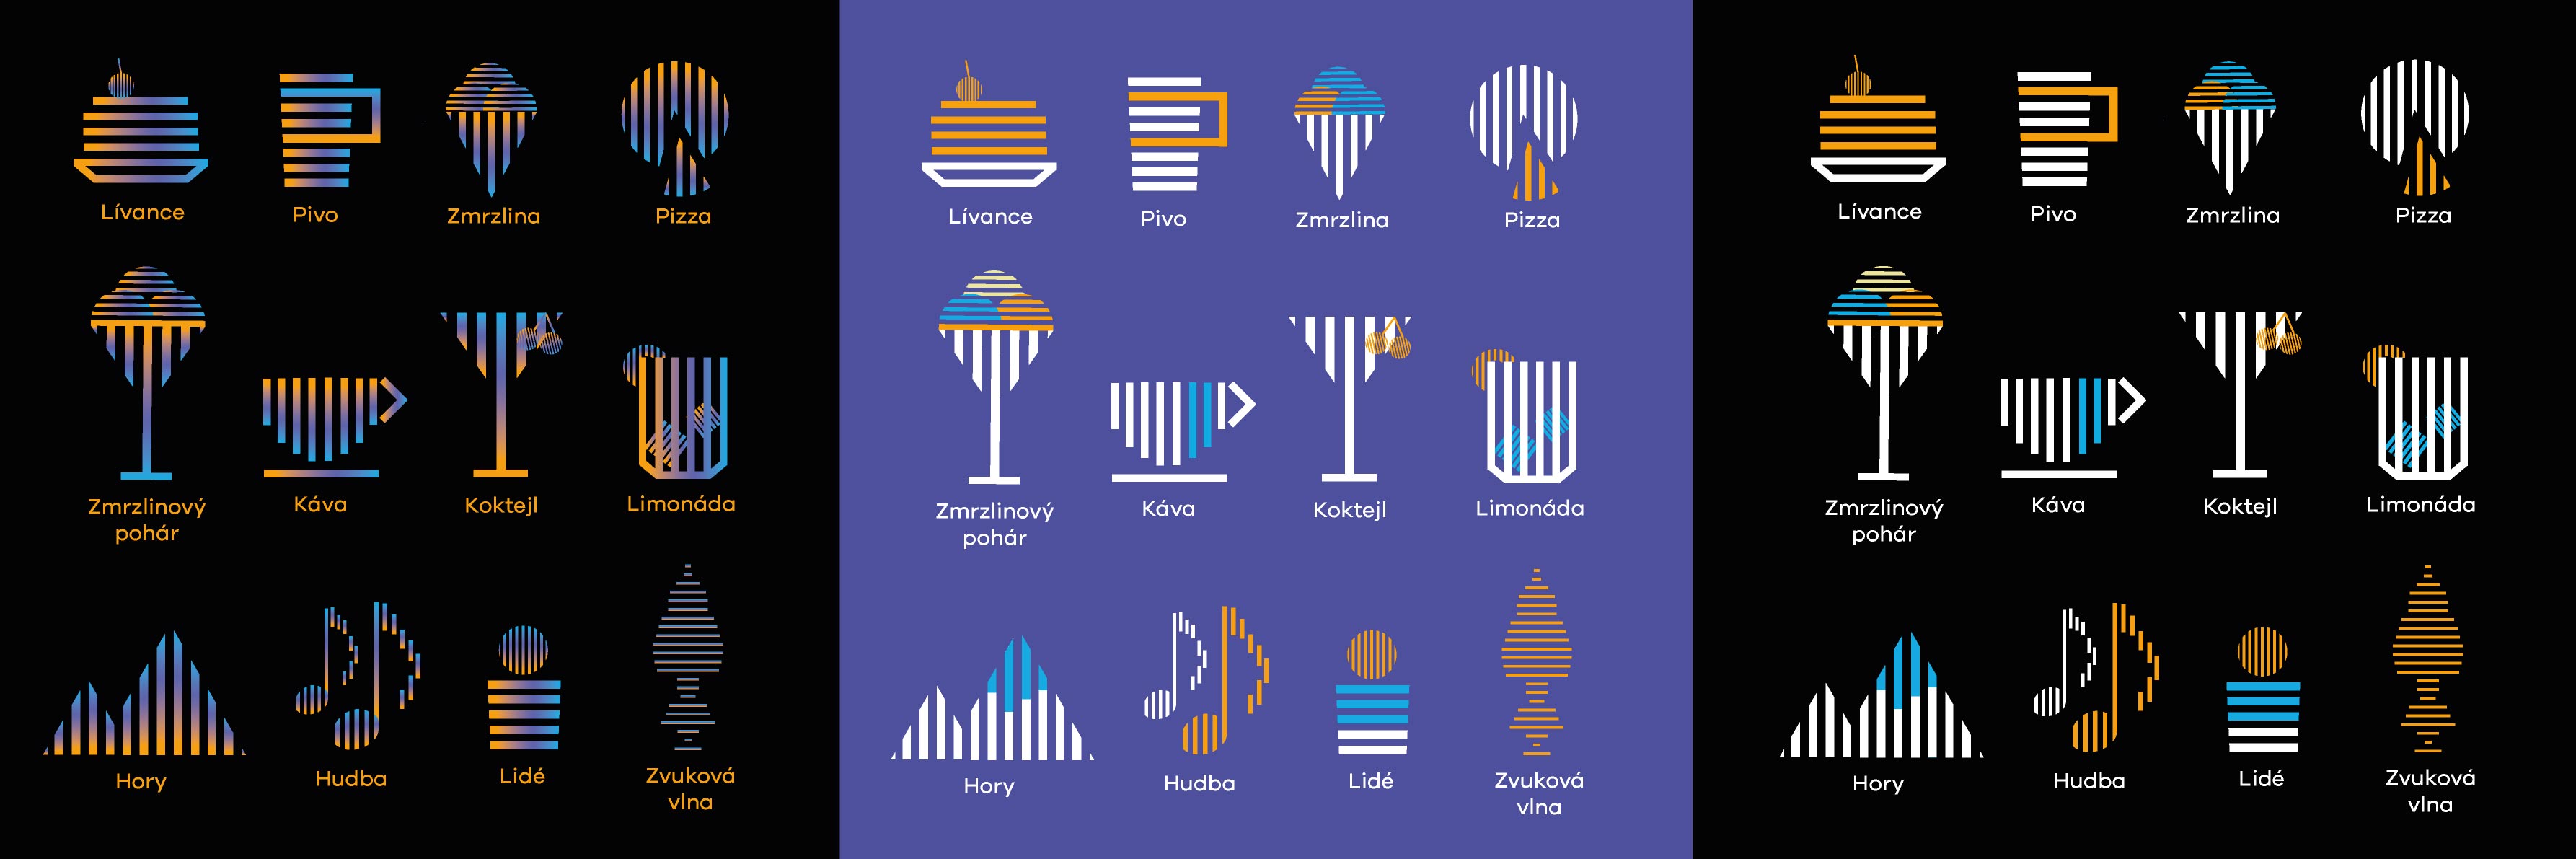 Lívance
Pivo
Zmrzlina
Pizza
Zmrzlinový
pohár
Káva
Koktejl
Limonáda
Hory
Hudba
Lidé
Zvuková
vlna
Lívance
Pivo
Zmrzlina
Pizza
Zmrzlinový
pohár
Káva
Koktejl
Limonáda
Hory
Hudba
Lidé
Zvuková
vlna
Lívance
Pivo
Zmrzlina
Pizza
Zmrzlinový
pohár
Káva
Koktejl
Limonáda
Hory
Hudba
Lidé
Zvuková
vlna